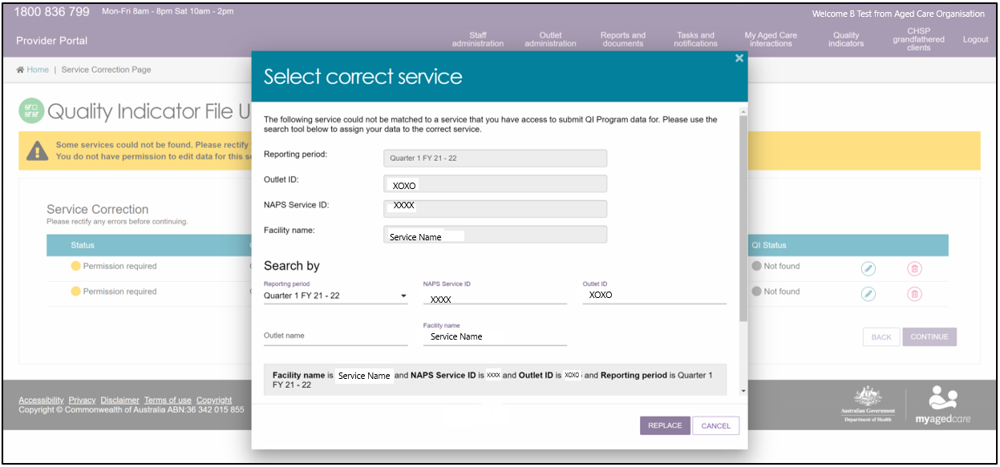 1800 836 799 Mon-Fri 8am - 8pm Sat 10am - 2pm
Welcome B Test from Aged Care Organisation
Provider Portal
Staff administration
Outlet administration
Reports and documents
Tasks and notifications
My Aged Care interactions
Quality indicators
CHSP grandfathered clients
Logout
Home | Service Correction Page
Quality Indicator File U
Some services could not be found. Please rectify
You do not have permission to edit data for this
Service Correction
Please rectify any errors before continuing.
Status
QI Status
Permission required
Not found
Permission required
Not found
BACK
CONTINUE
Select correct service
The following service could not be matched to a service that you have access to submit QI Program data for. Please use the
search tool below to assign your data to the correct service.
Reporting period:
Quarter 1 FY 21 - 22
Outlet ID:
XOXO
NAPS Service ID:
XXXX
Facility name:
Service Name
Search by
Reporting period
Quarter 1 FY 21 - 22
NAPS Service ID
XXXX
Outlet ID
XOXO
Outlet name
Facility name
Service Name
Facility name is Service Name and NAPS Service ID is XXXX and Outlet ID is XOXO and Reporting period is Quarter 1
FY 21 - 22
REPLACE
CANCEL
Accessibility Privacy Disclaimer Terms of use Copyright
Copyright © Commonwealth of Australia ABN:36 342 015 855
Australian Government
Department of Health
myagedcare